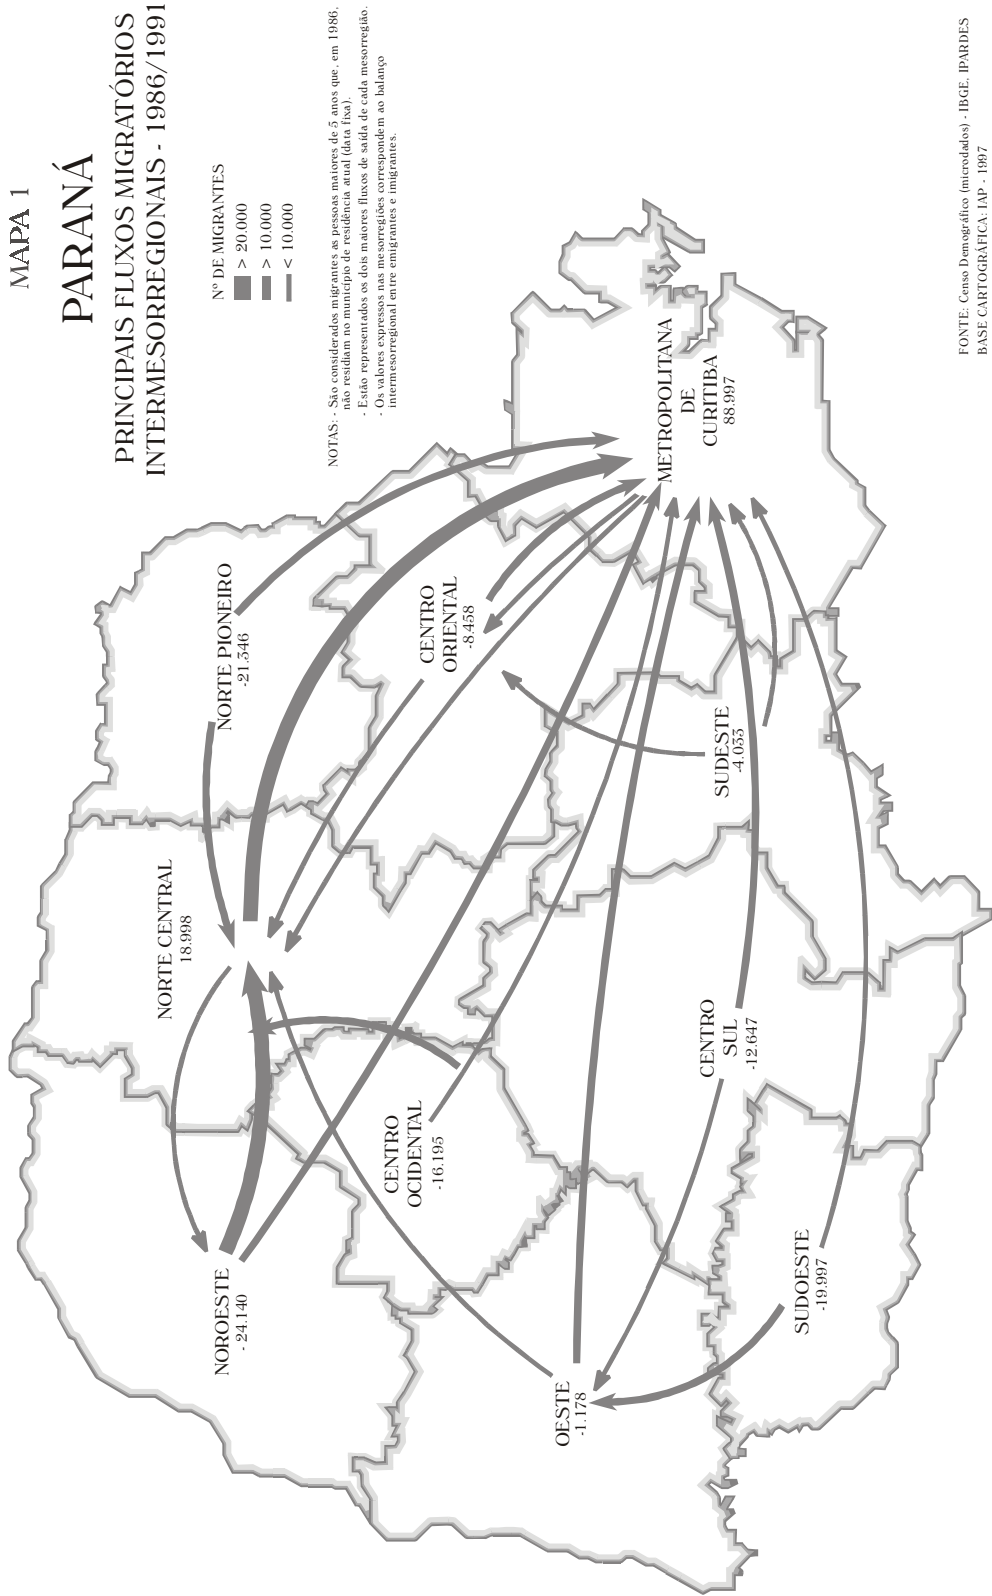 MAPA 1
PARANÁ
PRINCIPAIS FLUXOS MIGRATÓRIOS
INTERMESORREGIONAIS - 1986/1991
Nº DE MIGRANTES
> 20.000
> 10.000
< 10.000
NOTAS: - São considerados migrantes as pessoas maiores de 5 anos que, em 1986,
não residiam no município de residência atual (data fixa).
- Estão representados os dois maiores fluxos de saída de cada mesorregião.
- Os valores expressos nas mesorregiões correspondem ao balanço
intermesorregional entre emigrantes e imigrantes.
NORTE CENTRAL
18.998
NORTE PIONEIRO
-21.346
NOROESTE
-24.140
CENTRO
OCIDENTAL
-16.195
CENTRO
ORIENTAL
-8.458
METROPOLITANA
DE
CURITIBA
88.997
OESTE
-1.178
CENTRO
SUL
-12.647
SUDESTE
-4.033
SUDOESTE
-19.997
FONTE: Censo Demográfico (microdados) - IBGE, IPARDES
BASE CARTOGRÁFICA: IAP - 1997